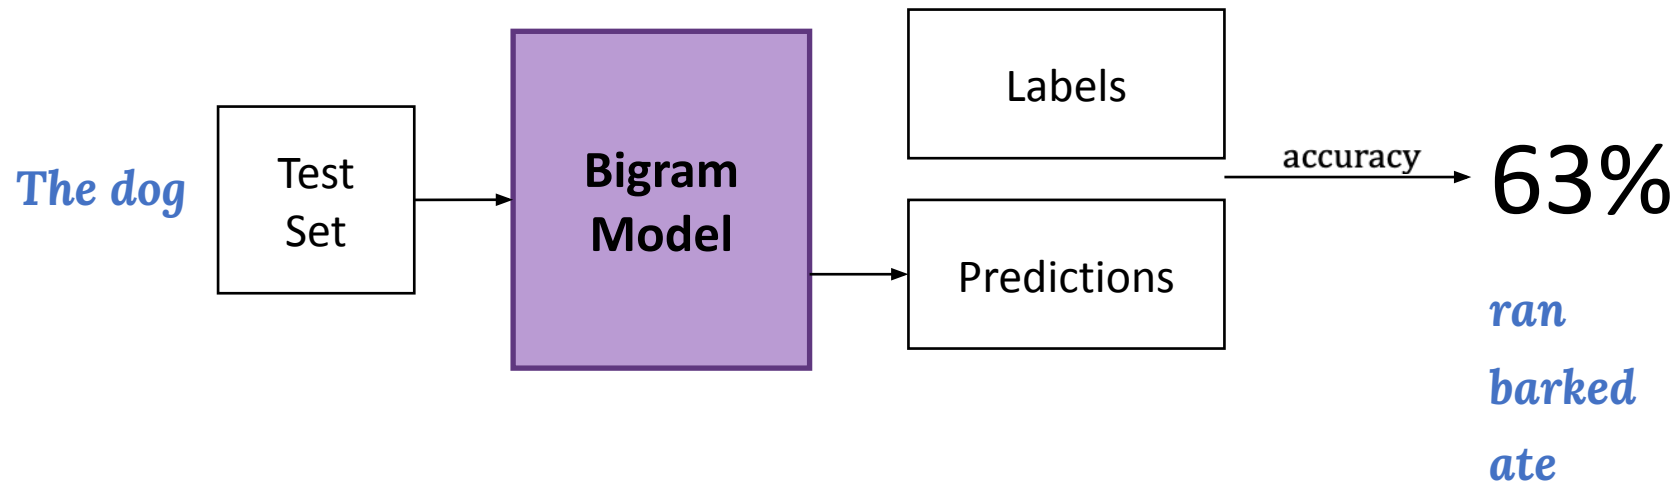 The dog
Test
Set
Bigram
Model
Labels
Predictions
accuracy
63%
ran
barked
ate